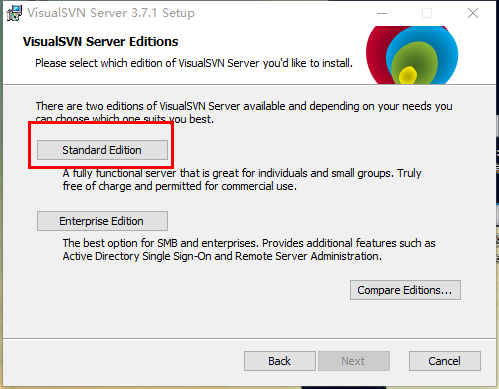 VisualSVN Server 3.7.1 Setup
VisualSVN Server Editions
Please select which edition of VisualSVN Server you'd like to install.
There are two editions of VisualSVN Server available and depending on your needs you
can choose which one suits you best.
Standard Edition
A fully functional server that is great for individuals and small groups. Truly
free of charge and permitted for commercial use.
Enterprise Edition
The best option for SMB and enterprises. Provides additional features such as
Active Directory Single Sign-On and Remote Server Administration.
Compare Editions...
Back
Next
Cancel